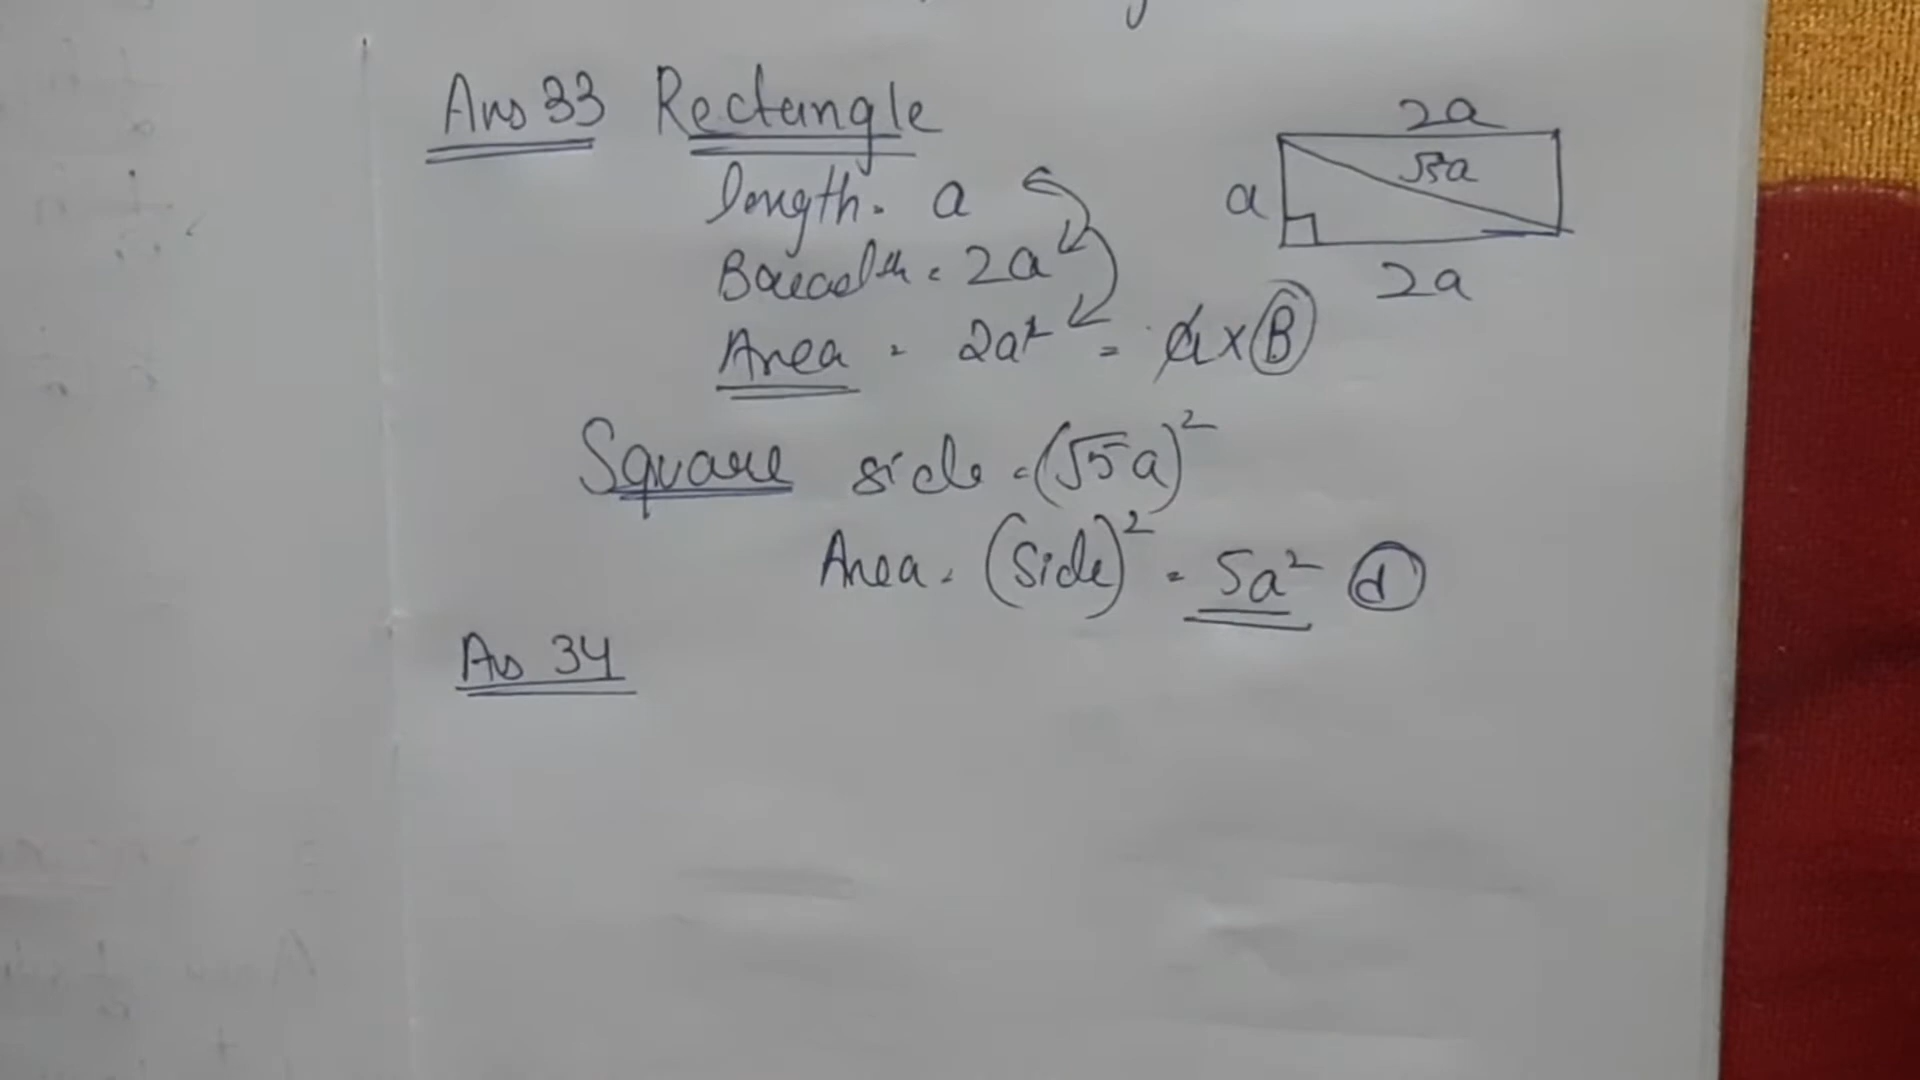 Ans 33 Rectangle
length = a
Breadth = 2a
Area = 2a² = a x B
Square side = (√5a)²
Area = (Side)² = 5a² d
Ans 34
2a
√5a
a
2a